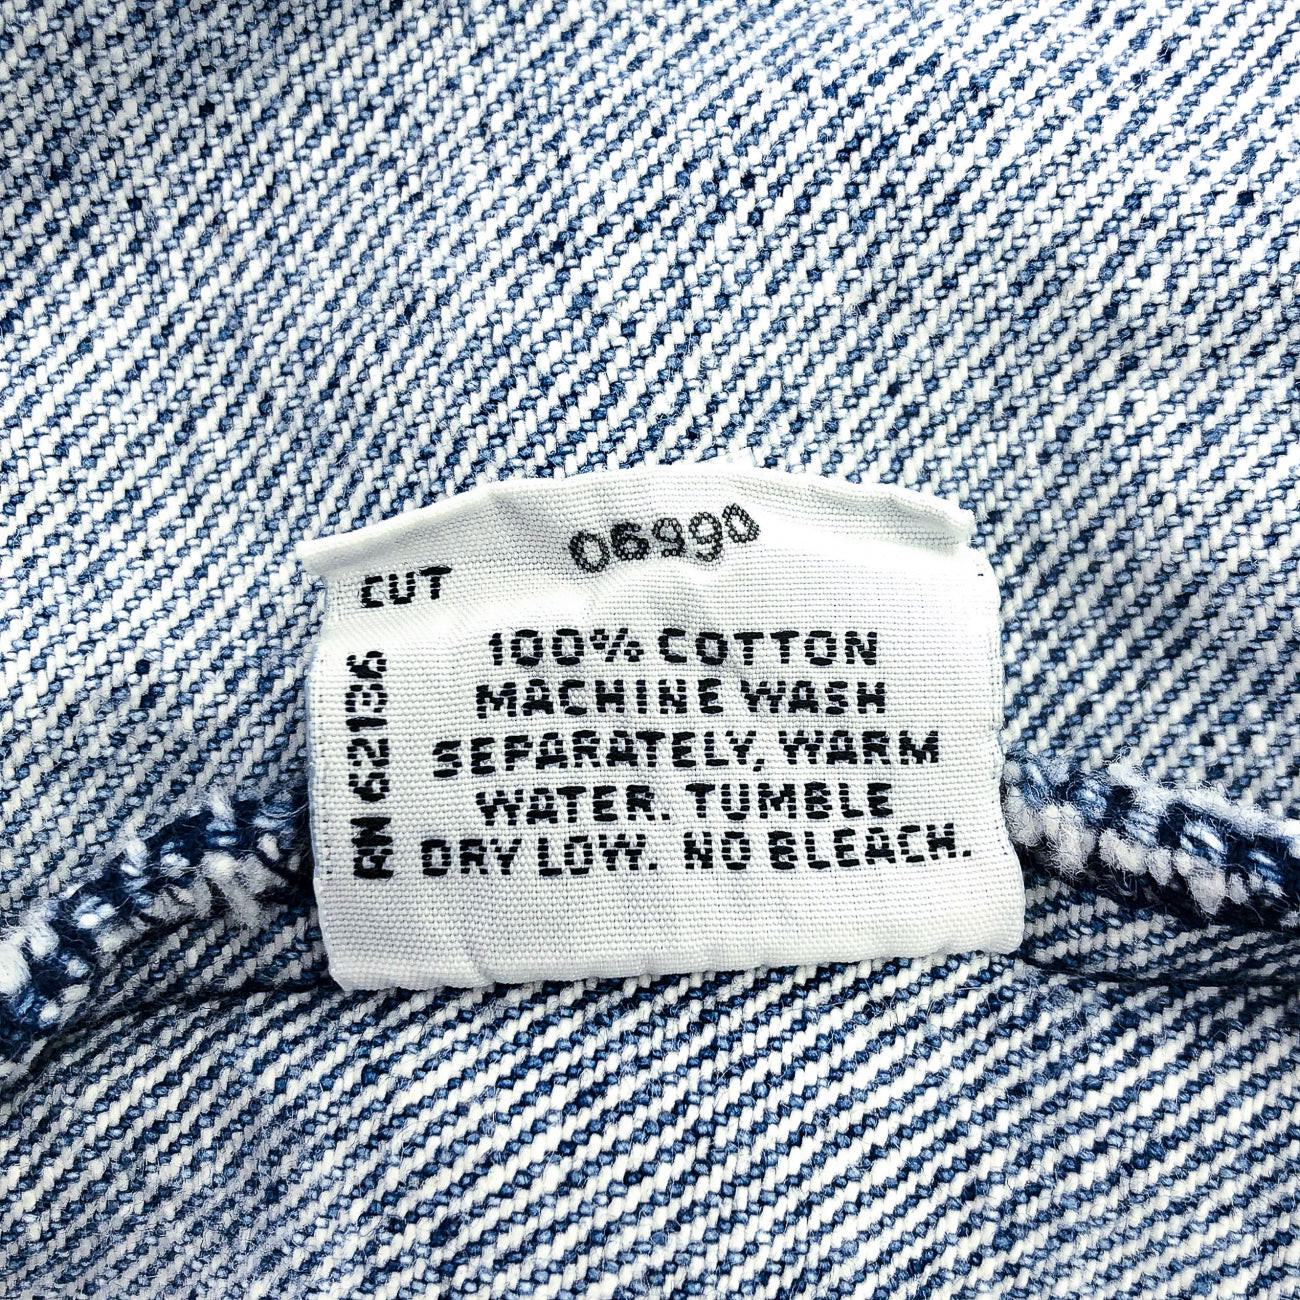 06990
CUT
RN 62136
100% COTTON
MACHINE WASH
SEPARATELY, WARM
WATER. TUMBLE
DRY LOW. NO BLEACH.